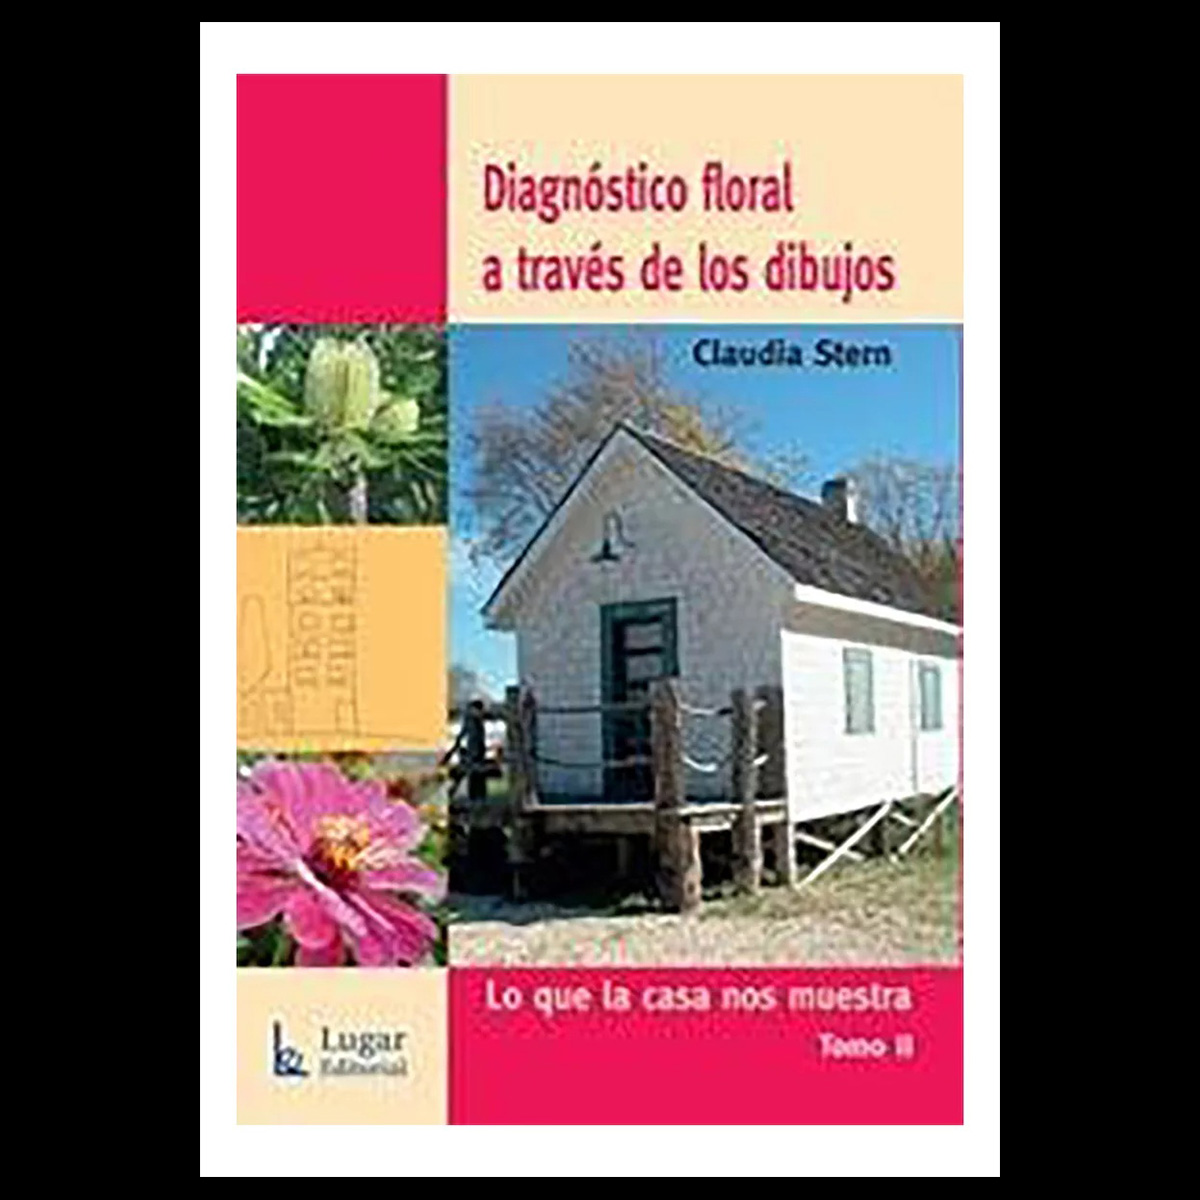 Diagnóstico floral
a través de los dibujos
Claudia Stern
Lo que la casa nos muestra
Tomo II
Lugar
Editorial